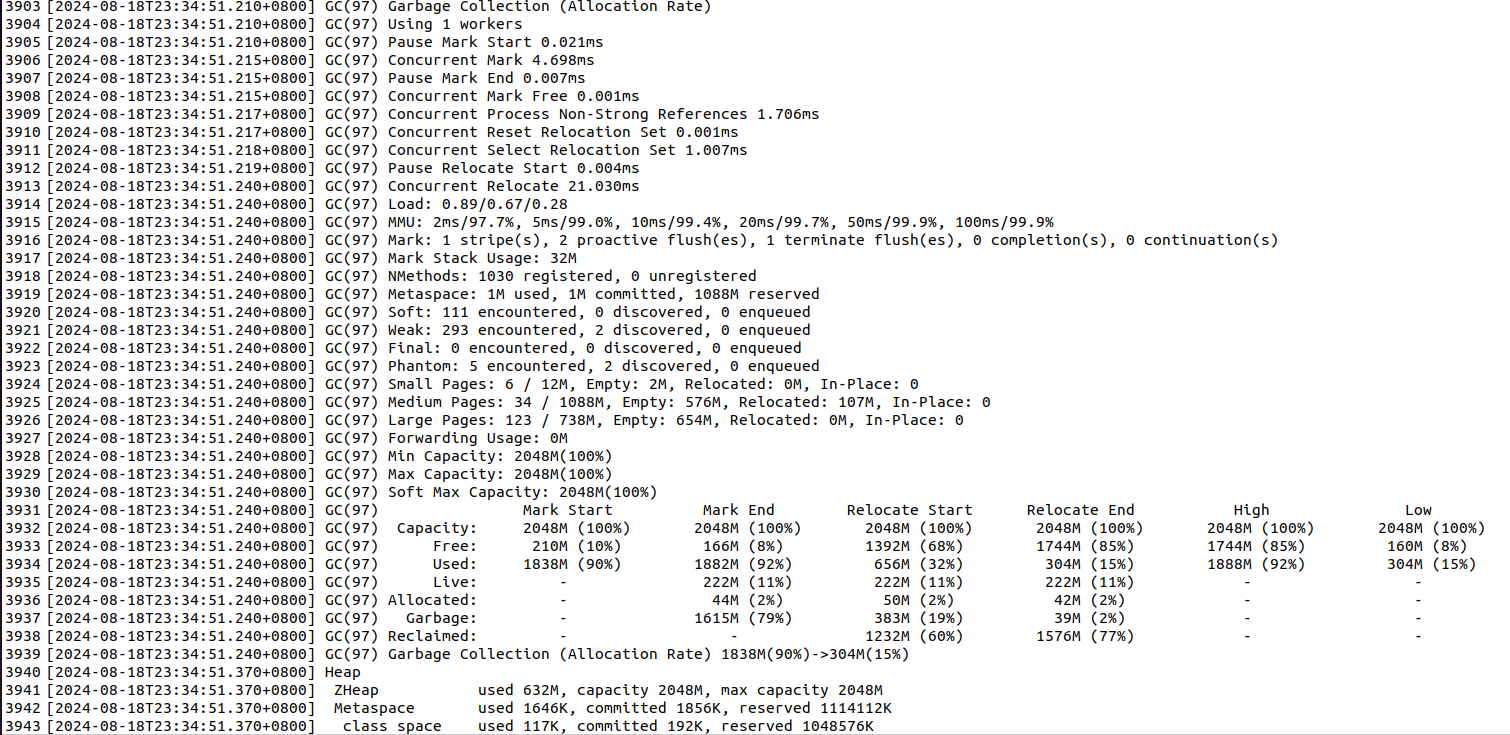 3903 [2024-08-18T23:34:51.210+0800] GC(97) Garbage Collection (Allocation Rate)
3904 [2024-08-18T23:34:51.210+0800] GC(97) Using 1 workers
3905 [2024-08-18T23:34:51.210+0800] GC(97) Pause Mark Start 0.021ms
3906 [2024-08-18T23:34:51.215+0800] GC(97) Concurrent Mark 4.698ms
3907 [2024-08-18T23:34:51.215+0800] GC(97) Pause Mark End 0.007ms
3908 [2024-08-18T23:34:51.215+0800] GC(97) Concurrent Mark Free 0.001ms
3909 [2024-08-18T23:34:51.217+0800] GC(97) Concurrent Process Non-Strong References 1.706ms
3910 [2024-08-18T23:34:51.217+0800] GC(97) Concurrent Reset Relocation Set 0.001ms
3911 [2024-08-18T23:34:51.218+0800] GC(97) Concurrent Select Relocation Set 1.007ms
3912 [2024-08-18T23:34:51.219+0800] GC(97) Pause Relocate Start 0.004ms
3913 [2024-08-18T23:34:51.240+0800] GC(97) Concurrent Relocate 21.030ms
3914 [2024-08-18T23:34:51.240+0800] GC(97) Load: 0.89/0.67/0.28
3915 [2024-08-18T23:34:51.240+0800] GC(97) MMU: 2ms/97.7%, 5ms/99.0%, 10ms/99.4%, 20ms/99.7%, 50ms/99.9%, 100ms/99.9%
3916 [2024-08-18T23:34:51.240+0800] GC(97) Mark: 1 stripe(s), 2 proactive flush(es), 1 terminate flush(es), 0 completion(s), 0 continuation(s)
3917 [2024-08-18T23:34:51.240+0800] GC(97) Mark Stack Usage: 32M
3918 [2024-08-18T23:34:51.240+0800] GC(97) NMethods: 1030 registered, 0 unregistered
3919 [2024-08-18T23:34:51.240+0800] GC(97) Metaspace: 1M used, 1M committed, 1088M reserved
3920 [2024-08-18T23:34:51.240+0800] GC(97) Soft: 111 encountered, 0 discovered, 0 enqueued
3921 [2024-08-18T23:34:51.240+0800] GC(97) Weak: 293 encountered, 2 discovered, 0 enqueued
3922 [2024-08-18T23:34:51.240+0800] GC(97) Final: 0 encountered, 0 discovered, 0 enqueued
3923 [2024-08-18T23:34:51.240+0800] GC(97) Phantom: 5 encountered, 2 discovered, 0 enqueued
3924 [2024-08-18T23:34:51.240+0800] GC(97) Small Pages: 6 / 12M, Empty: 2M, Relocated: 0M, In-Place: 0
3925 [2024-08-18T23:34:51.240+0800] GC(97) Medium Pages: 34 / 1088M, Empty: 576M, Relocated: 107M, In-Place: 0
3926 [2024-08-18T23:34:51.240+0800] GC(97) Large Pages: 123 / 738M, Empty: 654M, Relocated: 0M, In-Place: 0
3927 [2024-08-18T23:34:51.240+0800] GC(97) Forwarding Usage: 0M
3928 [2024-08-18T23:34:51.240+0800] GC(97) Min Capacity: 2048M(100%)
3929 [2024-08-18T23:34:51.240+0800] GC(97) Max Capacity: 2048M(100%)
3930 [2024-08-18T23:34:51.240+0800] GC(97) Soft Max Capacity: 2048M(100%)
3931 [2024-08-18T23:34:51.240+0800] GC(97) Mark Start Mark End Relocate Start Relocate End High Low
3932 [2024-08-18T23:34:51.240+0800] GC(97) Capacity: 2048M (100%) 2048M (100%) 2048M (100%) 2048M (100%) 2048M (100%) 2048M (100%)
3933 [2024-08-18T23:34:51.240+0800] GC(97) Free: 210M (10%) 166M (8%) 1392M (68%) 1744M (85%) 1744M (85%) 160M (8%)
3934 [2024-08-18T23:34:51.240+0800] GC(97) Used: 1838M (90%) 1882M (92%) 656M (32%) 304M (15%) 1888M (92%) 304M (15%)
3935 [2024-08-18T23:34:51.240+0800] GC(97) Live: - 222M (11%) 222M (11%) 222M (11%) - -
3936 [2024-08-18T23:34:51.240+0800] GC(97) Allocated: - 44M (2%) 50M (2%) 42M (2%) - -
3937 [2024-08-18T23:34:51.240+0800] GC(97) Garbage: - 1615M (79%) 383M (19%) 39M (2%) - -
3938 [2024-08-18T23:34:51.240+0800] GC(97) Reclaimed: - - 1232M (60%) 1576M (77%) - -
3939 [2024-08-18T23:34:51.240+0800] GC(97) Garbage Collection (Allocation Rate) 1838M(90%)->304M(15%)
3940 [2024-08-18T23:34:51.370+0800] Heap
3941 [2024-08-18T23:34:51.370+0800] ZHeap used 632M, capacity 2048M, max capacity 2048M
3942 [2024-08-18T23:34:51.370+0800] Metaspace used 1646K, committed 1856K, reserved 1114112K
3943 [2024-08-18T23:34:51.370+0800] class space used 117K, committed 192K, reserved 1048576K